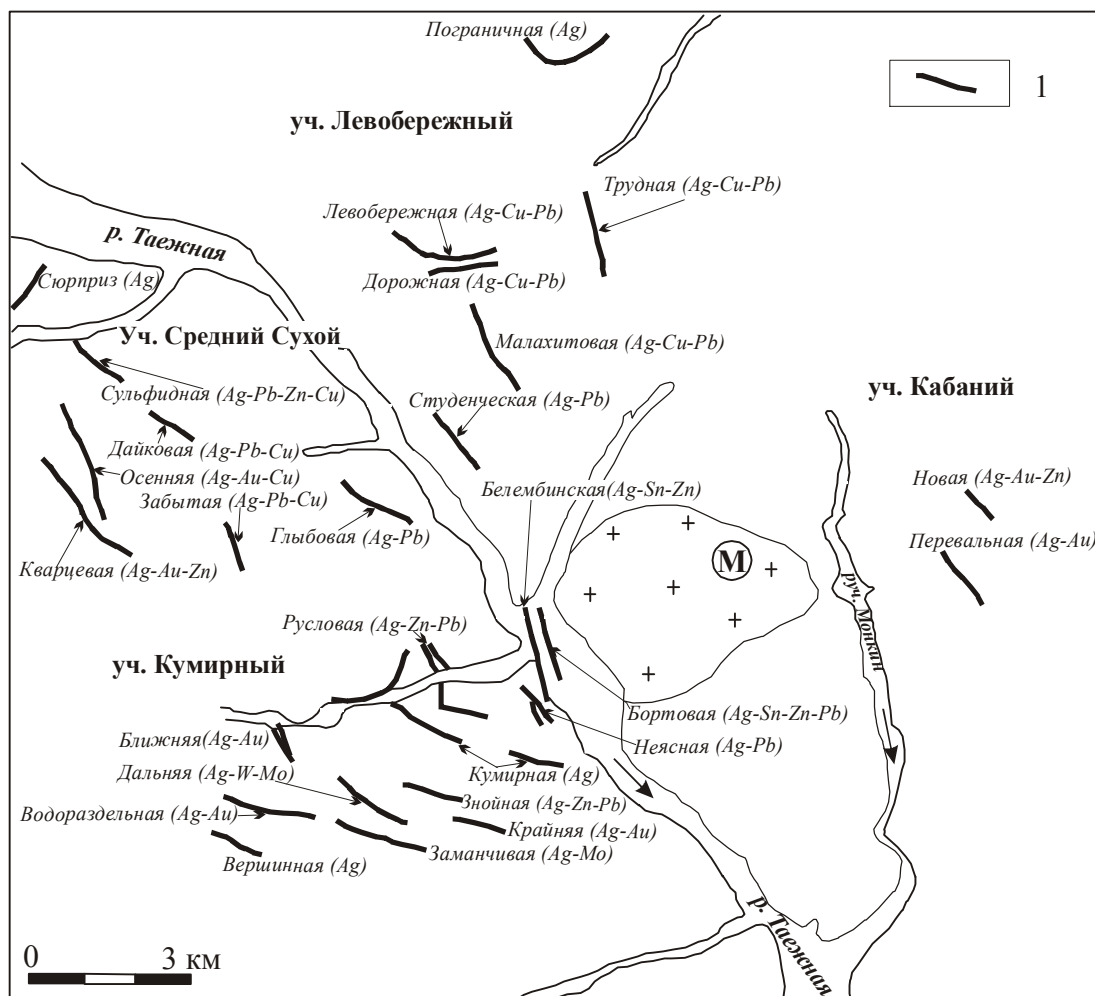 Пограничная (Ag)
1
уч. Левобережный
Трудная (Ag-Cu-Pb)
Левобережная (Ag-Cu-Pb)
р. Таежная
Сюрприз (Ag)
Дорожная (Ag-Cu-Pb)
Уч. Средний Сухой
Малахитовая (Ag-Cu-Pb)
Сульфидная (Ag-Pb-Zn-Cu)
Студенческая (Ag-Pb)
уч. Кабаний
Дайковая (Ag-Pb-Cu)
Осенняя (Ag-Au-Cu)
Забытая (Ag-Pb-Cu)
Белембинская(Ag-Sn-Zn)
Новая (Ag-Au-Zn)
Глыбовая (Ag-Pb)
Перевальная (Ag-Au)
Кварцевая (Ag-Au-Zn)
М
руч. Монкин
Русловая (Ag-Zn-Pb)
уч. Кумирный
Бортовая (Ag-Sn-Zn-Pb)
Ближняя(Ag-Au)
Неясная (Ag-Pb)
Дальняя (Ag-W-Mo)
Кумирная (Ag)
Водораздельная (Ag-Au)
Знойная (Ag-Zn-Pb)
Крайняя (Ag-Au)
Заманчивая (Ag-Mo)
Вершинная (Ag)
р. Таежная
0 3 км